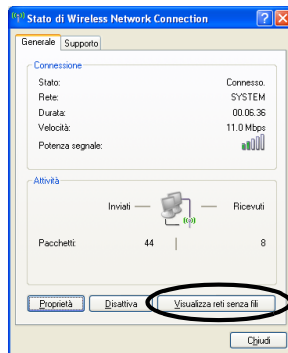 Stato di Wireless Network Connection
Generale Supporto
Connessione
Stato: Connesso.
Rete: SYSTEM
Durata: 00.06.36
Velocità: 11.0 Mbps
Potenza segnale:
Attività
Inviati Ricevuti
Pacchetti: 44 8
Proprietà Disattiva Visualizza reti senza fili
Chiudi